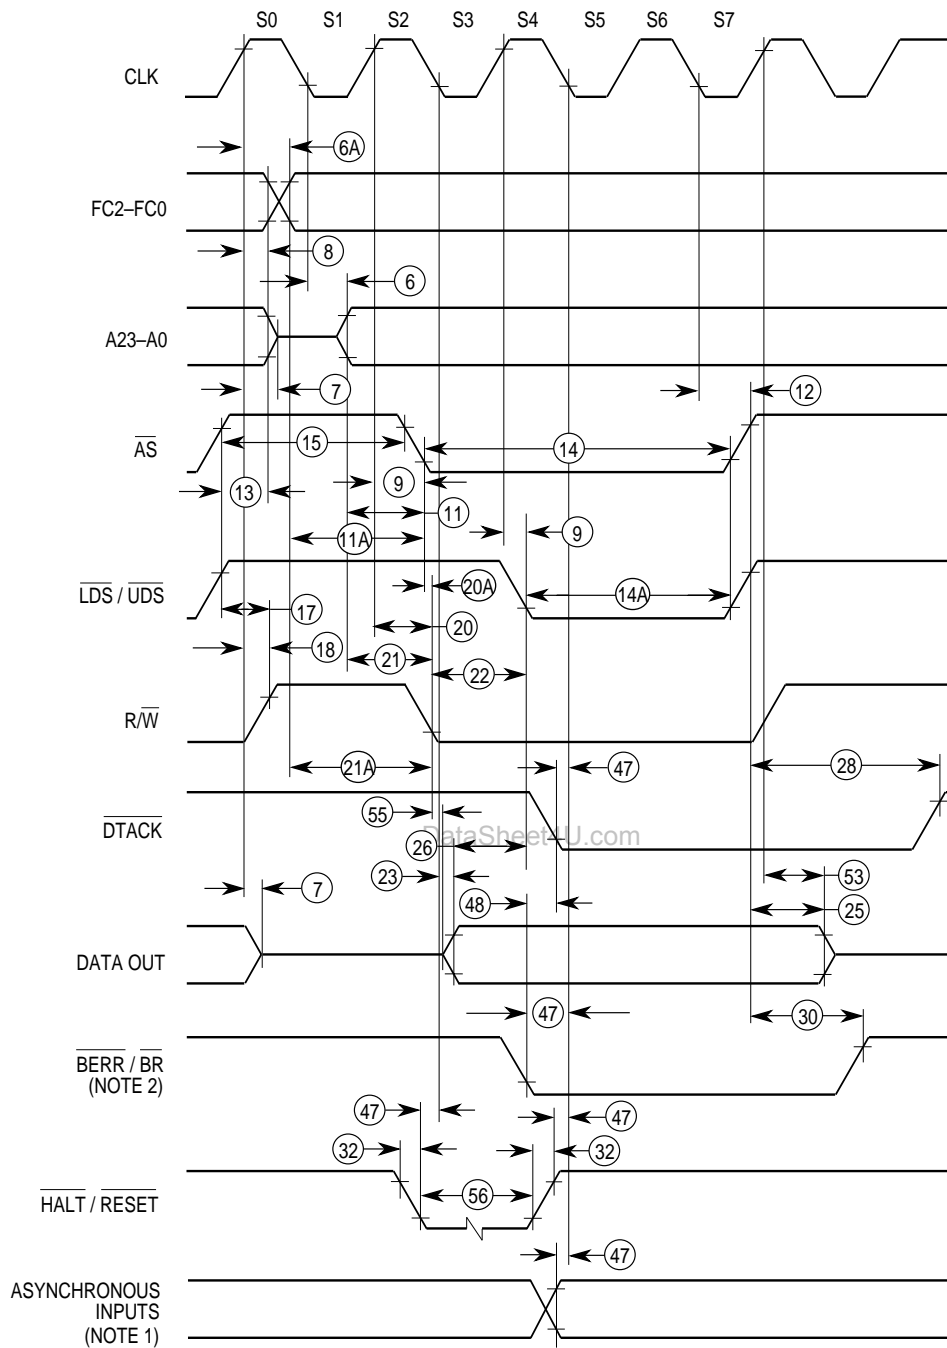 S0 S1 S2 S3 S4 S5 S6 S7
CLK
6A
FC2–FC0
8
6
A23–A0
7
12
AS
15
14
13
9
11
11A
9
LDS / UDS
20A
14A
17
20
18
21
22
R/W
21A
47
28
55
DTACK
DataSheet4U.com
26
23
53
7
48
25
DATA OUT
47
30
BERR / BR
(NOTE 2)
47
47
32
32
HALT / RESET
56
47
ASYNCHRONOUS
INPUTS
(NOTE 1)